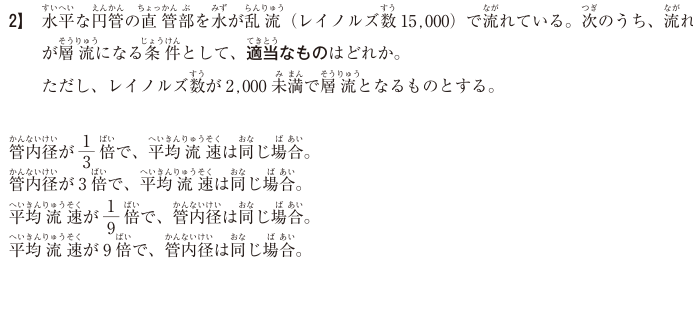 2】 水平な円管の直管部を水が乱流（レイノルズ数 15,000）で流れている。次のうち、流れ
が層流になる条件として、適当なものはどれか。
ただし、レイノルズ数が 2,000 未満で層流となるものとする。
管内径が 1/3 倍で、平均流速は同じ場合。
管内径が 3 倍で、平均流速は同じ場合。
平均流速が 1/9 倍で、管内径は同じ場合。
平均流速が 9 倍で、管内径は同じ場合。